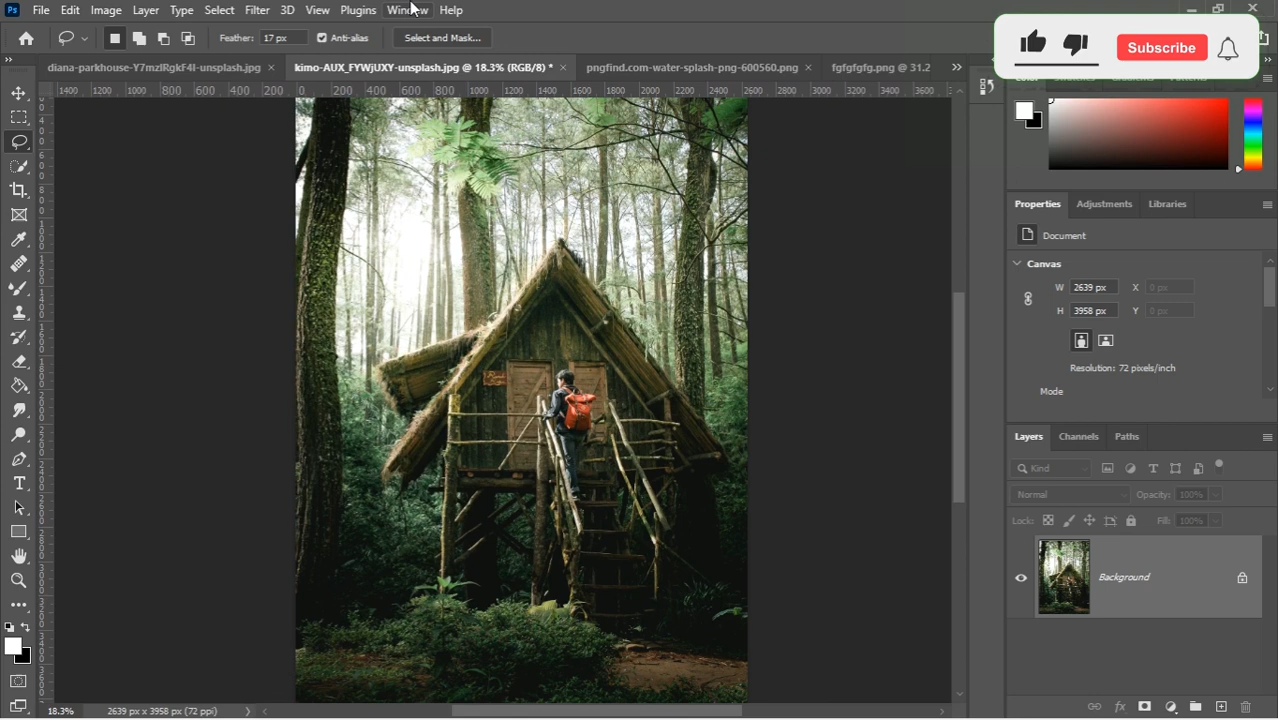 Ps File Edit Image Layer Type Select Filter 3D View Plugins Window Help
Feather: 17 px Anti-alias Select and Mask...
Subscribe
diana-parkhouse-Y7mzlRgkF4I-unsplash.jpg × kimo-AUX_FYWjUXY-unsplash.jpg @ 18.3% (RGB/8) * × pngfind.com-water-splash-png-600560.png × fgfgfgfg.png @ 31.2
1400 1200 1000 800 600 400 200 0 200 400 600 800 1000 1200 1400 1600 1800 2000 2200 2400 2600 2800 3000 3200 3400 3600
Properties Adjustments Libraries
Document
Canvas
W 2639 px X 0 px
H 3958 px Y 0 px
Resolution: 72 pixels/inch
Mode
Layers Channels Paths
Kind
Normal Opacity: 100%
Lock: Fill: 100%
Background
18.3% 2639 px x 3958 px (72 ppi)